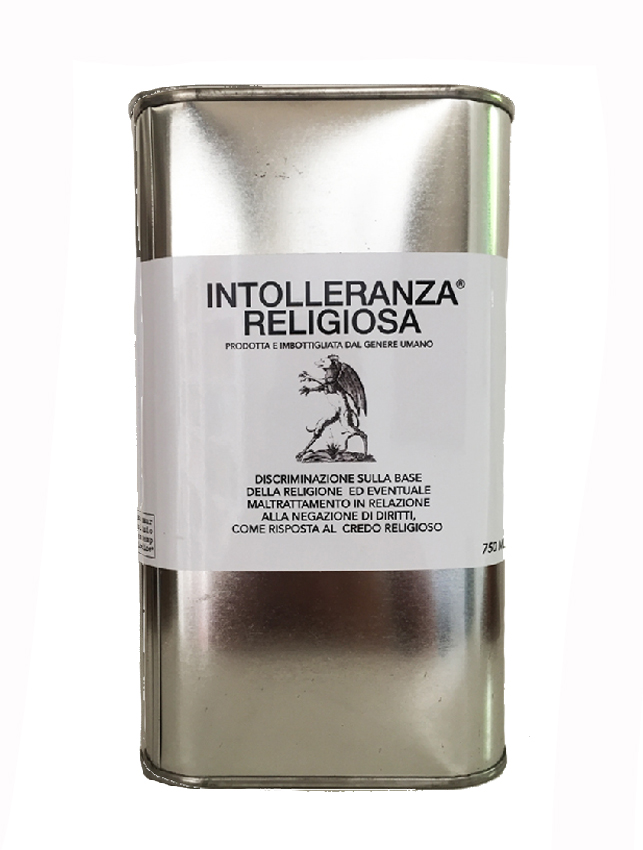 INTOLLERANZA®
RELIGIOSA
PRODOTTA E IMBOTTIGLIATA DAL GENERE UMANO
DISCRIMINAZIONE SULLA BASE
DELLA RELIGIONE ED EVENTUALE
MALTRATTAMENTO IN RELAZIONE
ALLA NEGAZIONE DI DIRITTI,
COME RISPOSTA AL CREDO RELIGIOSO
750 ML